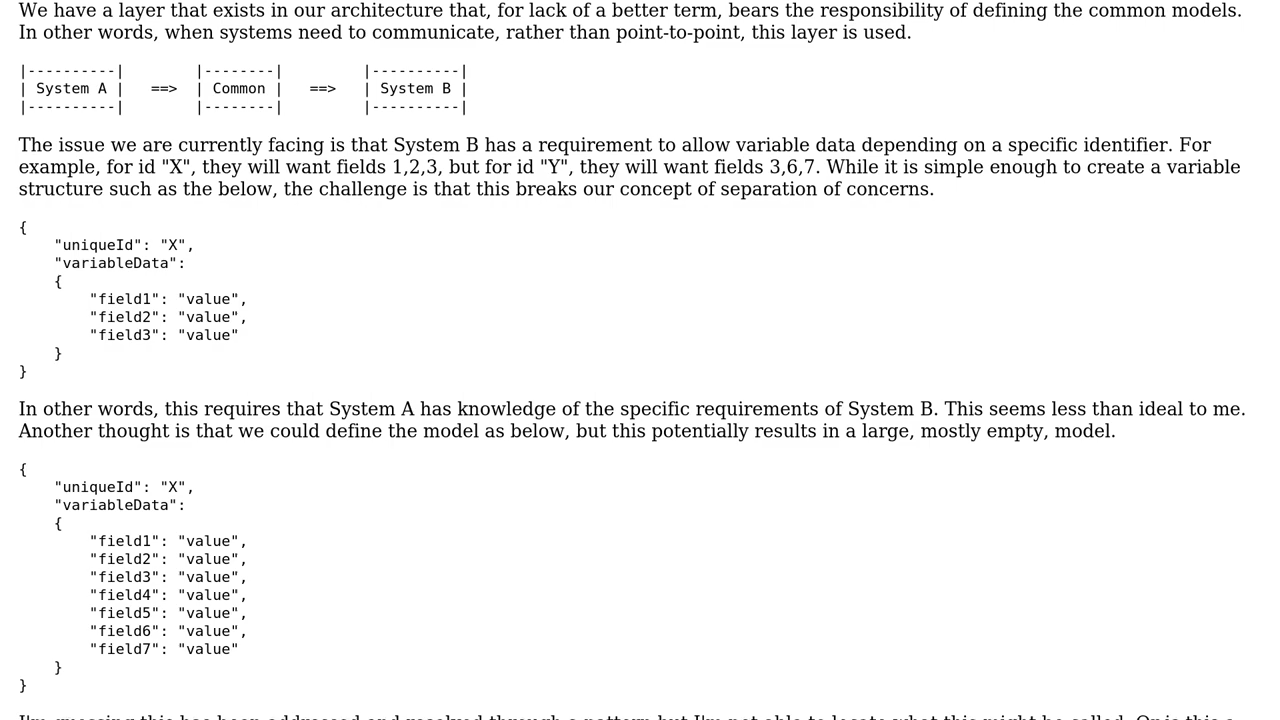 We have a layer that exists in our architecture that, for lack of a better term, bears the responsibility of defining the common models.
In other words, when systems need to communicate, rather than point-to-point, this layer is used.
|----------|        |--------|         |----------|
| System A |   ==>  | Common |   ==>   | System B |
|----------|        |--------|         |----------|
The issue we are currently facing is that System B has a requirement to allow variable data depending on a specific identifier. For
example, for id "X", they will want fields 1,2,3, but for id "Y", they will want fields 3,6,7. While it is simple enough to create a variable
structure such as the below, the challenge is that this breaks our concept of separation of concerns.
{
    "uniqueId": "X",
    "variableData":
    {
        "field1": "value",
        "field2": "value",
        "field3": "value"
    }
}
In other words, this requires that System A has knowledge of the specific requirements of System B. This seems less than ideal to me.
Another thought is that we could define the model as below, but this potentially results in a large, mostly empty, model.
{
    "uniqueId": "X",
    "variableData":
    {
        "field1": "value",
        "field2": "value",
        "field3": "value",
        "field4": "value",
        "field5": "value",
        "field6": "value",
        "field7": "value"
    }
}